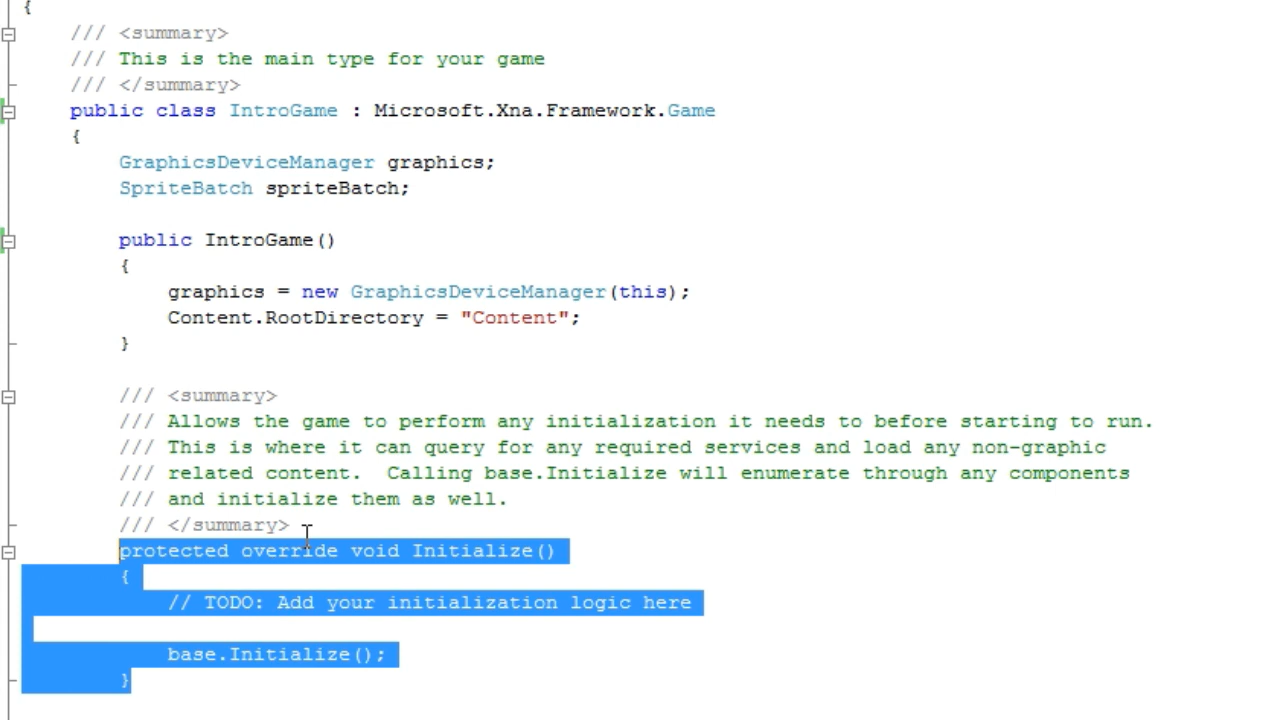 {
/// <summary>
/// This is the main type for your game
/// </summary>
public class IntroGame : Microsoft.Xna.Framework.Game
{
GraphicsDeviceManager graphics;
SpriteBatch spriteBatch;
public IntroGame()
{
graphics = new GraphicsDeviceManager(this);
Content.RootDirectory = "Content";
}
/// <summary>
/// Allows the game to perform any initialization it needs to before starting to run.
/// This is where it can query for any required services and load any non-graphic
/// related content.  Calling base.Initialize will enumerate through any components
/// and initialize them as well.
/// </summary>
protected override void Initialize()
{
// TODO: Add your initialization logic here
base.Initialize();
}